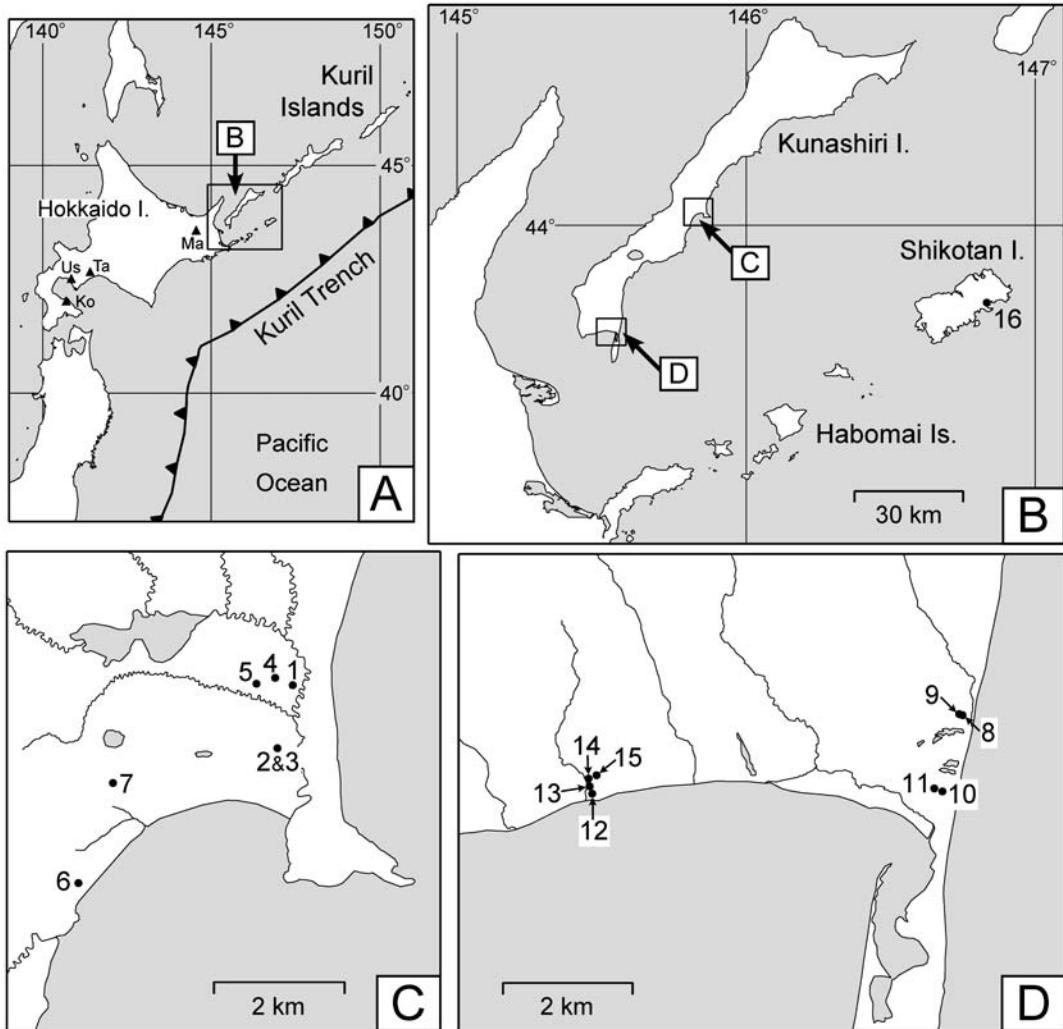 140°
145°
150°
Kuril
Islands
B
45°
Hokkaido I.
Ma
Us
Ta
Ko
Kuril Trench
40°
Pacific
Ocean
A
145°
146°
147°
Kunashiri I.
44°
C
Shikotan I.
16
D
Habomai Is.
30 km
B
5
4
1
2&3
7
6
2 km
C
9
8
14
15
13
11
10
12
2 km
D